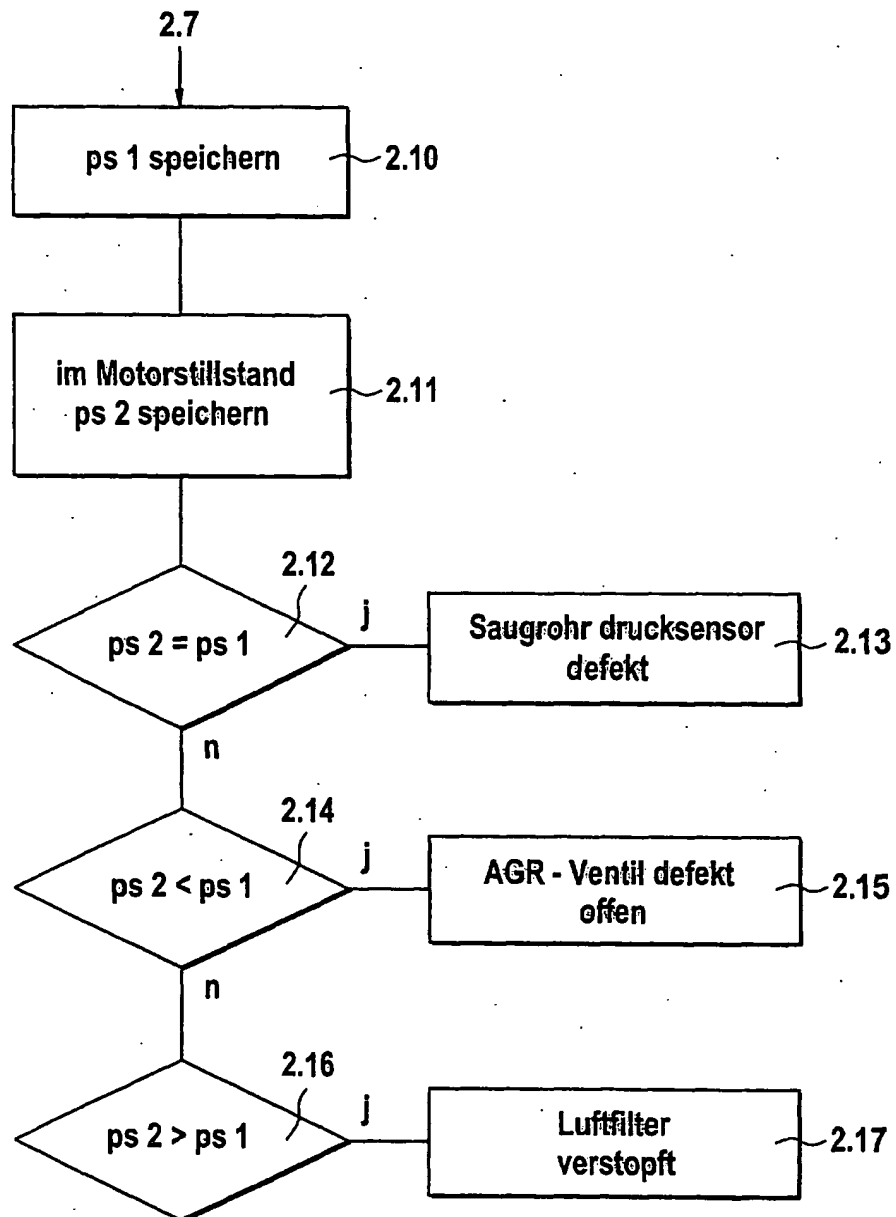 2.7
ps 1 speichern
2.10
im Motorstillstand
ps 2 speichern
2.11
2.12
ps 2 = ps 1
j
Saugrohr drucksensor
defekt
2.13
n
2.14
ps 2 < ps 1
j
AGR - Ventil defekt
offen
2.15
n
2.16
ps 2 > ps 1
j
Luftfilter
verstopft
2.17